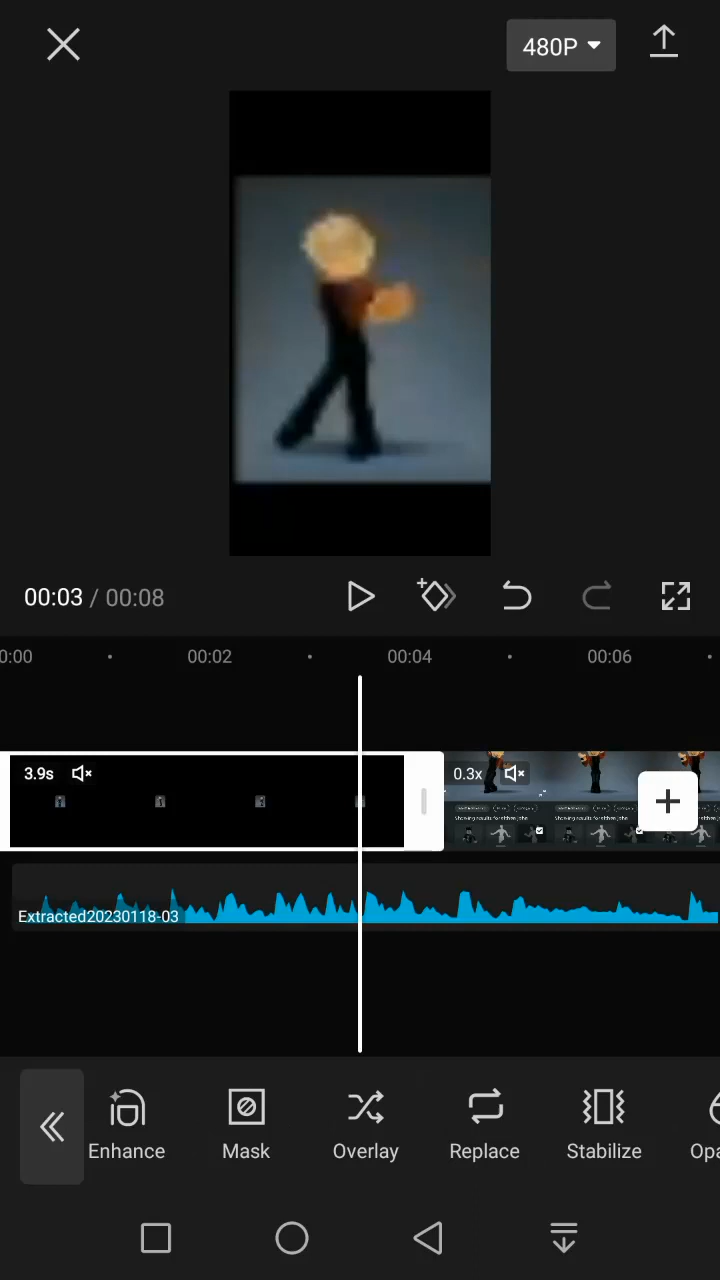 480P
00:03 / 00:08
0:00 00:02 00:04 00:06
3.9s
0.3x
Extracted20230118-03
Enhance Mask Overlay Replace Stabilize Opa